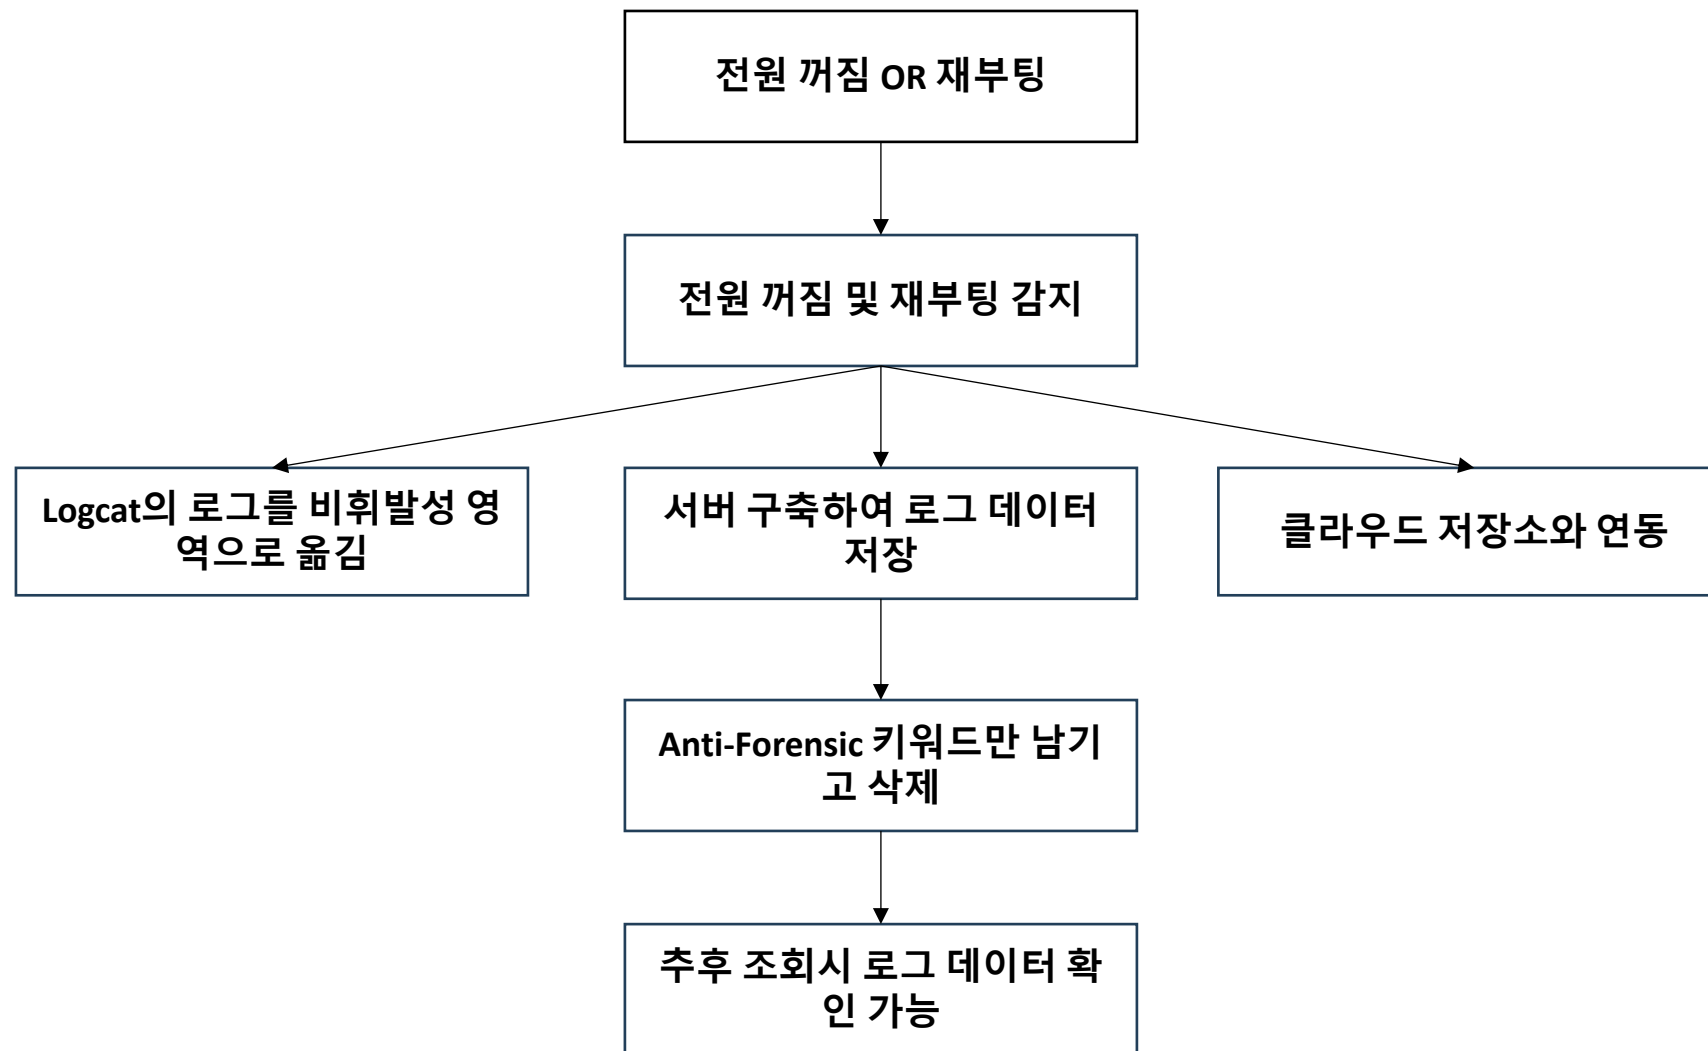 전원 꺼짐 OR 재부팅
전원 꺼짐 및 재부팅 감지
Logcat의 로그를 비휘발성 영
역으로 옮김
서버 구축하여 로그 데이터
저장
클라우드 저장소와 연동
Anti-Forensic 키워드만 남기
고 삭제
추후 조회시 로그 데이터 확
인 가능